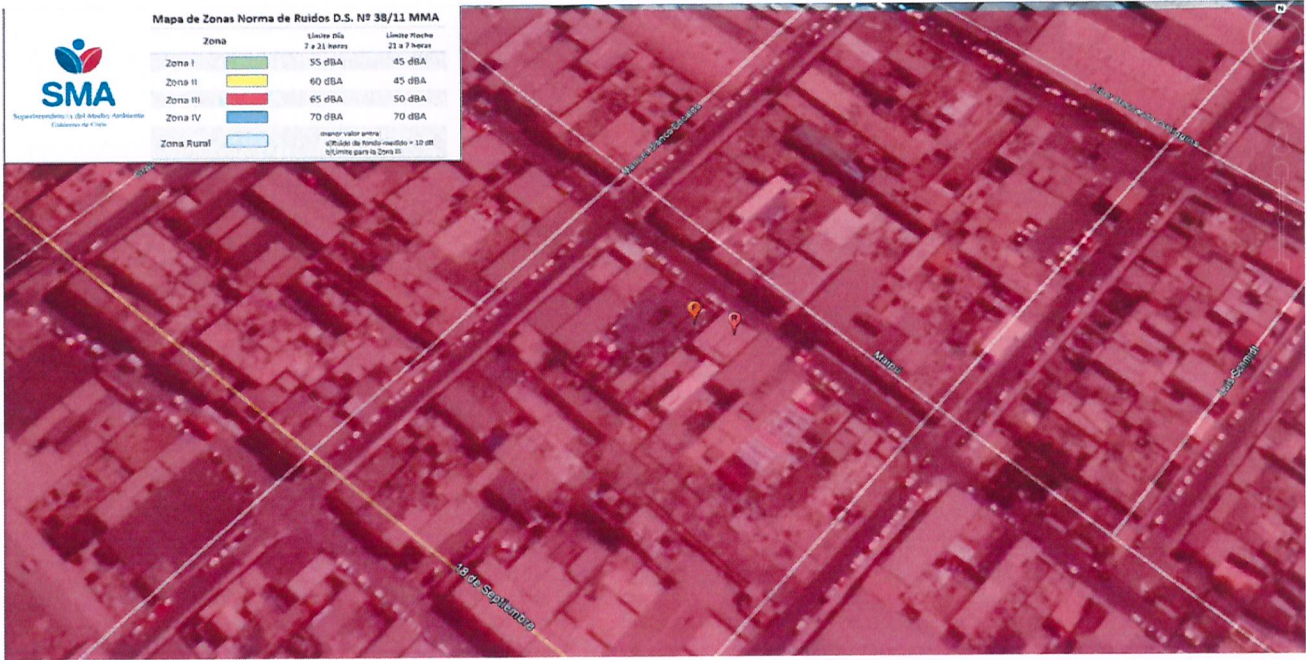 Mapa de Zonas Norma de Ruidos D.S. Nº 38/11 MMA
Zona
Límite Día
7 a 21 horas
Límite Noche
21 a 7 horas
Zona I 55 dBA 45 dBA
Zona II 60 dBA 45 dBA
Zona III 65 dBA 50 dBA
Zona IV 70 dBA 70 dBA
Zona Rural
menor valor entre:
a)Ruido de fondo medido + 10 dB
b)Límite para la Zona III
SMA
Superintendencia del Medio Ambiente
Gobierno de Chile
N
Maipú
Luis Schmidt
18 de Septiembre